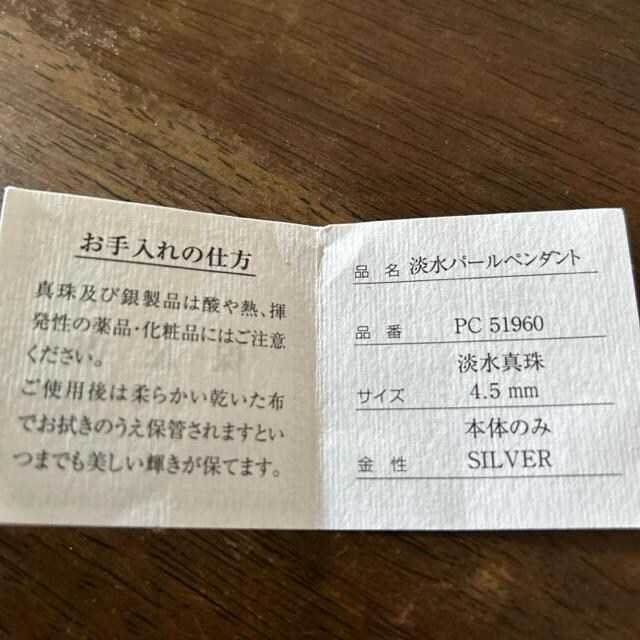 お手入れの仕方
真珠及び銀製品は酸や熱、揮
発性の薬品・化粧品にはご注意
ください。
ご使用後は柔らかい乾いた布
でお拭きのうえ保管されますとい
つまでも美しい輝きが保てます。
品名 淡水パールペンダント
品番 PC 51960
淡水真珠
サイズ 4.5 mm
本体のみ
金性 SILVER